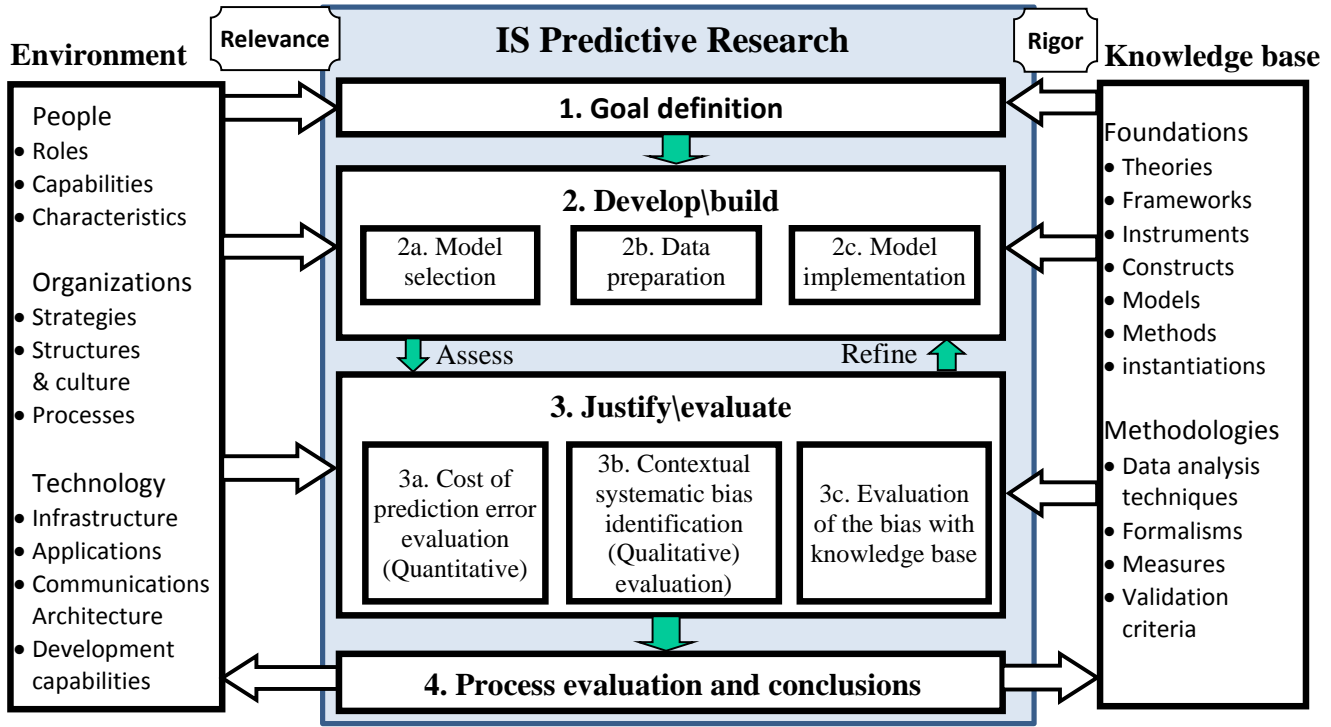 Relevance
IS Predictive Research
Rigor
Environment
Knowledge base
People
• Roles
• Capabilities
• Characteristics
Organizations
• Strategies
• Structures
& culture
• Processes
Technology
• Infrastructure
• Applications
• Communications
Architecture
• Development
capabilities
1. Goal definition
2. Develop\build
2a. Model
selection
2b. Data
preparation
2c. Model
implementation
Assess
Refine
3. Justify\evaluate
3a. Cost of
prediction error
evaluation
(Quantitative)
3b. Contextual
systematic bias
identification
(Qualitative)
evaluation)
3c. Evaluation
of the bias with
knowledge base
4. Process evaluation and conclusions
Foundations
• Theories
• Frameworks
• Instruments
• Constructs
• Models
• Methods
• instantiations
Methodologies
• Data analysis
techniques
• Formalisms
• Measures
• Validation
criteria